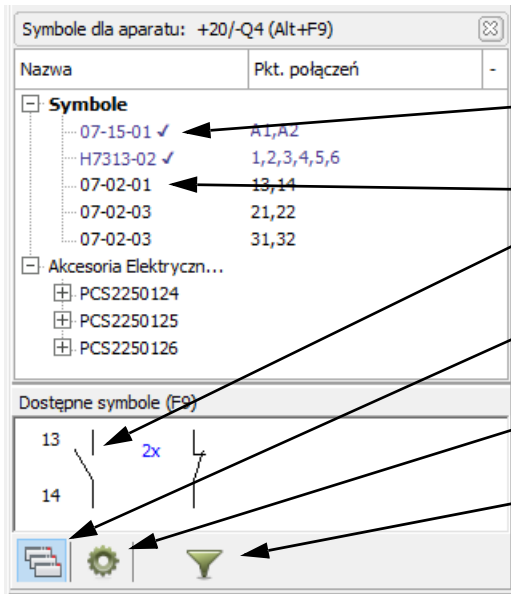 Symbole dla aparatu: +20/-Q4 (Alt+F9)
Nazwa Pkt. połączeń -
Symbole
07-15-01 ✓ A1,A2
H7313-02 ✓ 1,2,3,4,5,6
07-02-01 13,14
07-02-03 21,22
07-02-03 31,32
Akcesoria Elektryczn...
PCS2250124
PCS2250125
PCS2250126
Dostępne symbole (F9)
13 2x
14